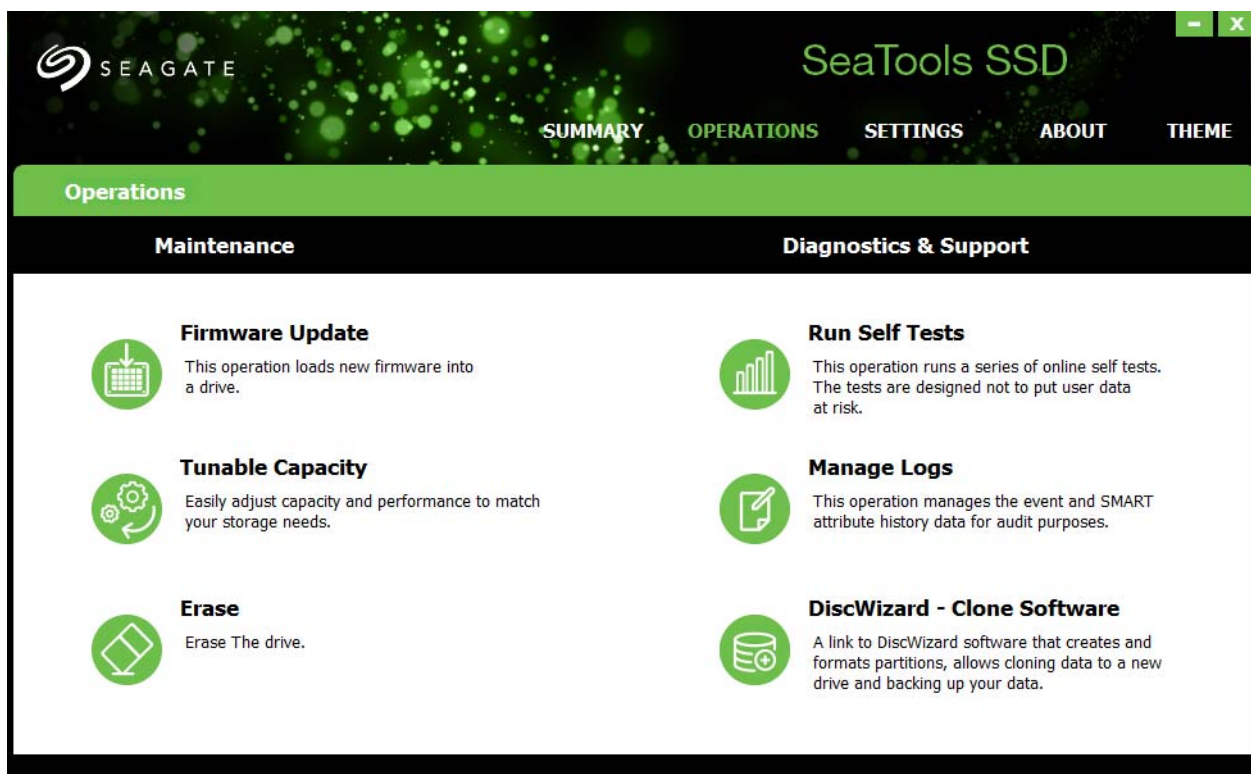 SEAGATE
SeaTools SSD
- X
SUMMARY OPERATIONS SETTINGS ABOUT THEME
Operations
Maintenance
Diagnostics & Support
Firmware Update
This operation loads new firmware into
a drive.
Tunable Capacity
Easily adjust capacity and performance to match
your storage needs.
Erase
Erase The drive.
Run Self Tests
This operation runs a series of online self tests.
The tests are designed not to put user data
at risk.
Manage Logs
This operation manages the event and SMART
attribute history data for audit purposes.
DiscWizard - Clone Software
A link to DiscWizard software that creates and
formats partitions, allows cloning data to a new
drive and backing up your data.